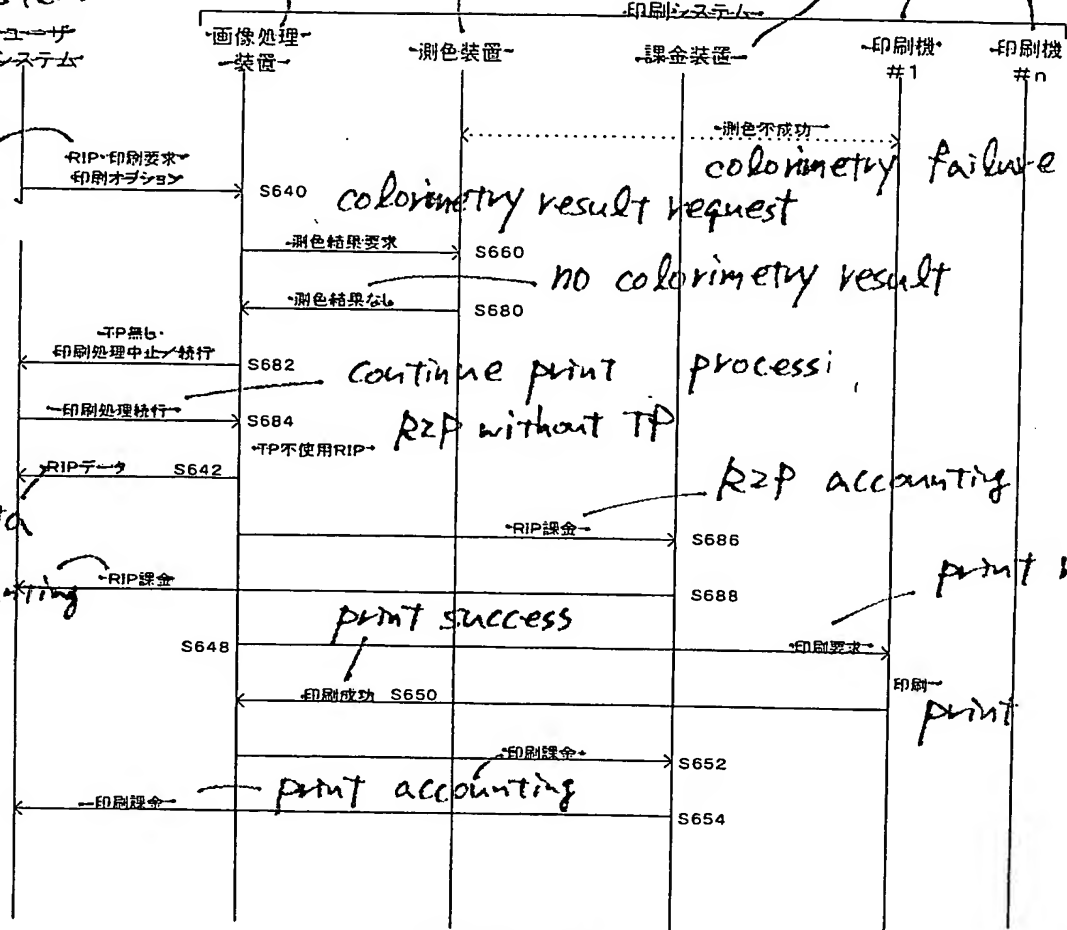 印刷システム
ユーザ
システム
画像処理
装置
測色装置
課金装置
印刷機
#1
印刷機
#n
測色不成功
colorimetry failure
RIP・印刷要求
印刷オプション
S640
colorimetry result request
測色結果要求
S660
no colorimetry result
測色結果なし
S680
TP無し
印刷処理中止/続行
S682
continue print processi
印刷処理続行
S684
RIP without TP
TP不使用RIP
RIPデータ
S642
RIP accounting
RIP課金
S686
RIP課金
S688
nting
print
print success
S648
印刷要求
印刷成功
S650
印刷
print
印刷課金
S652
print accounting
印刷課金
S654